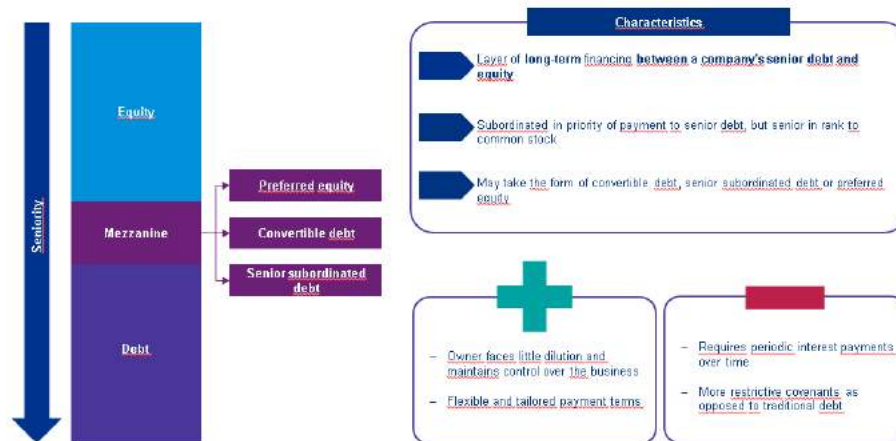 Seniority
Equity
Mezzanine
Debt
Preferred equity
Convertible debt
Senior subordinated
debt
Characteristics
Layer of long-term financing between a company's senior debt and
equity
Subordinated in priority of payment to senior debt, but senior in rank to
common stock
May take the form of convertible debt, senior subordinated debt or preferred
equity
– Owner faces little dilution and
maintains control over the business
– Flexible and tailored payment terms
– Requires periodic interest payments
over time
– More restrictive covenants as
opposed to traditional debt